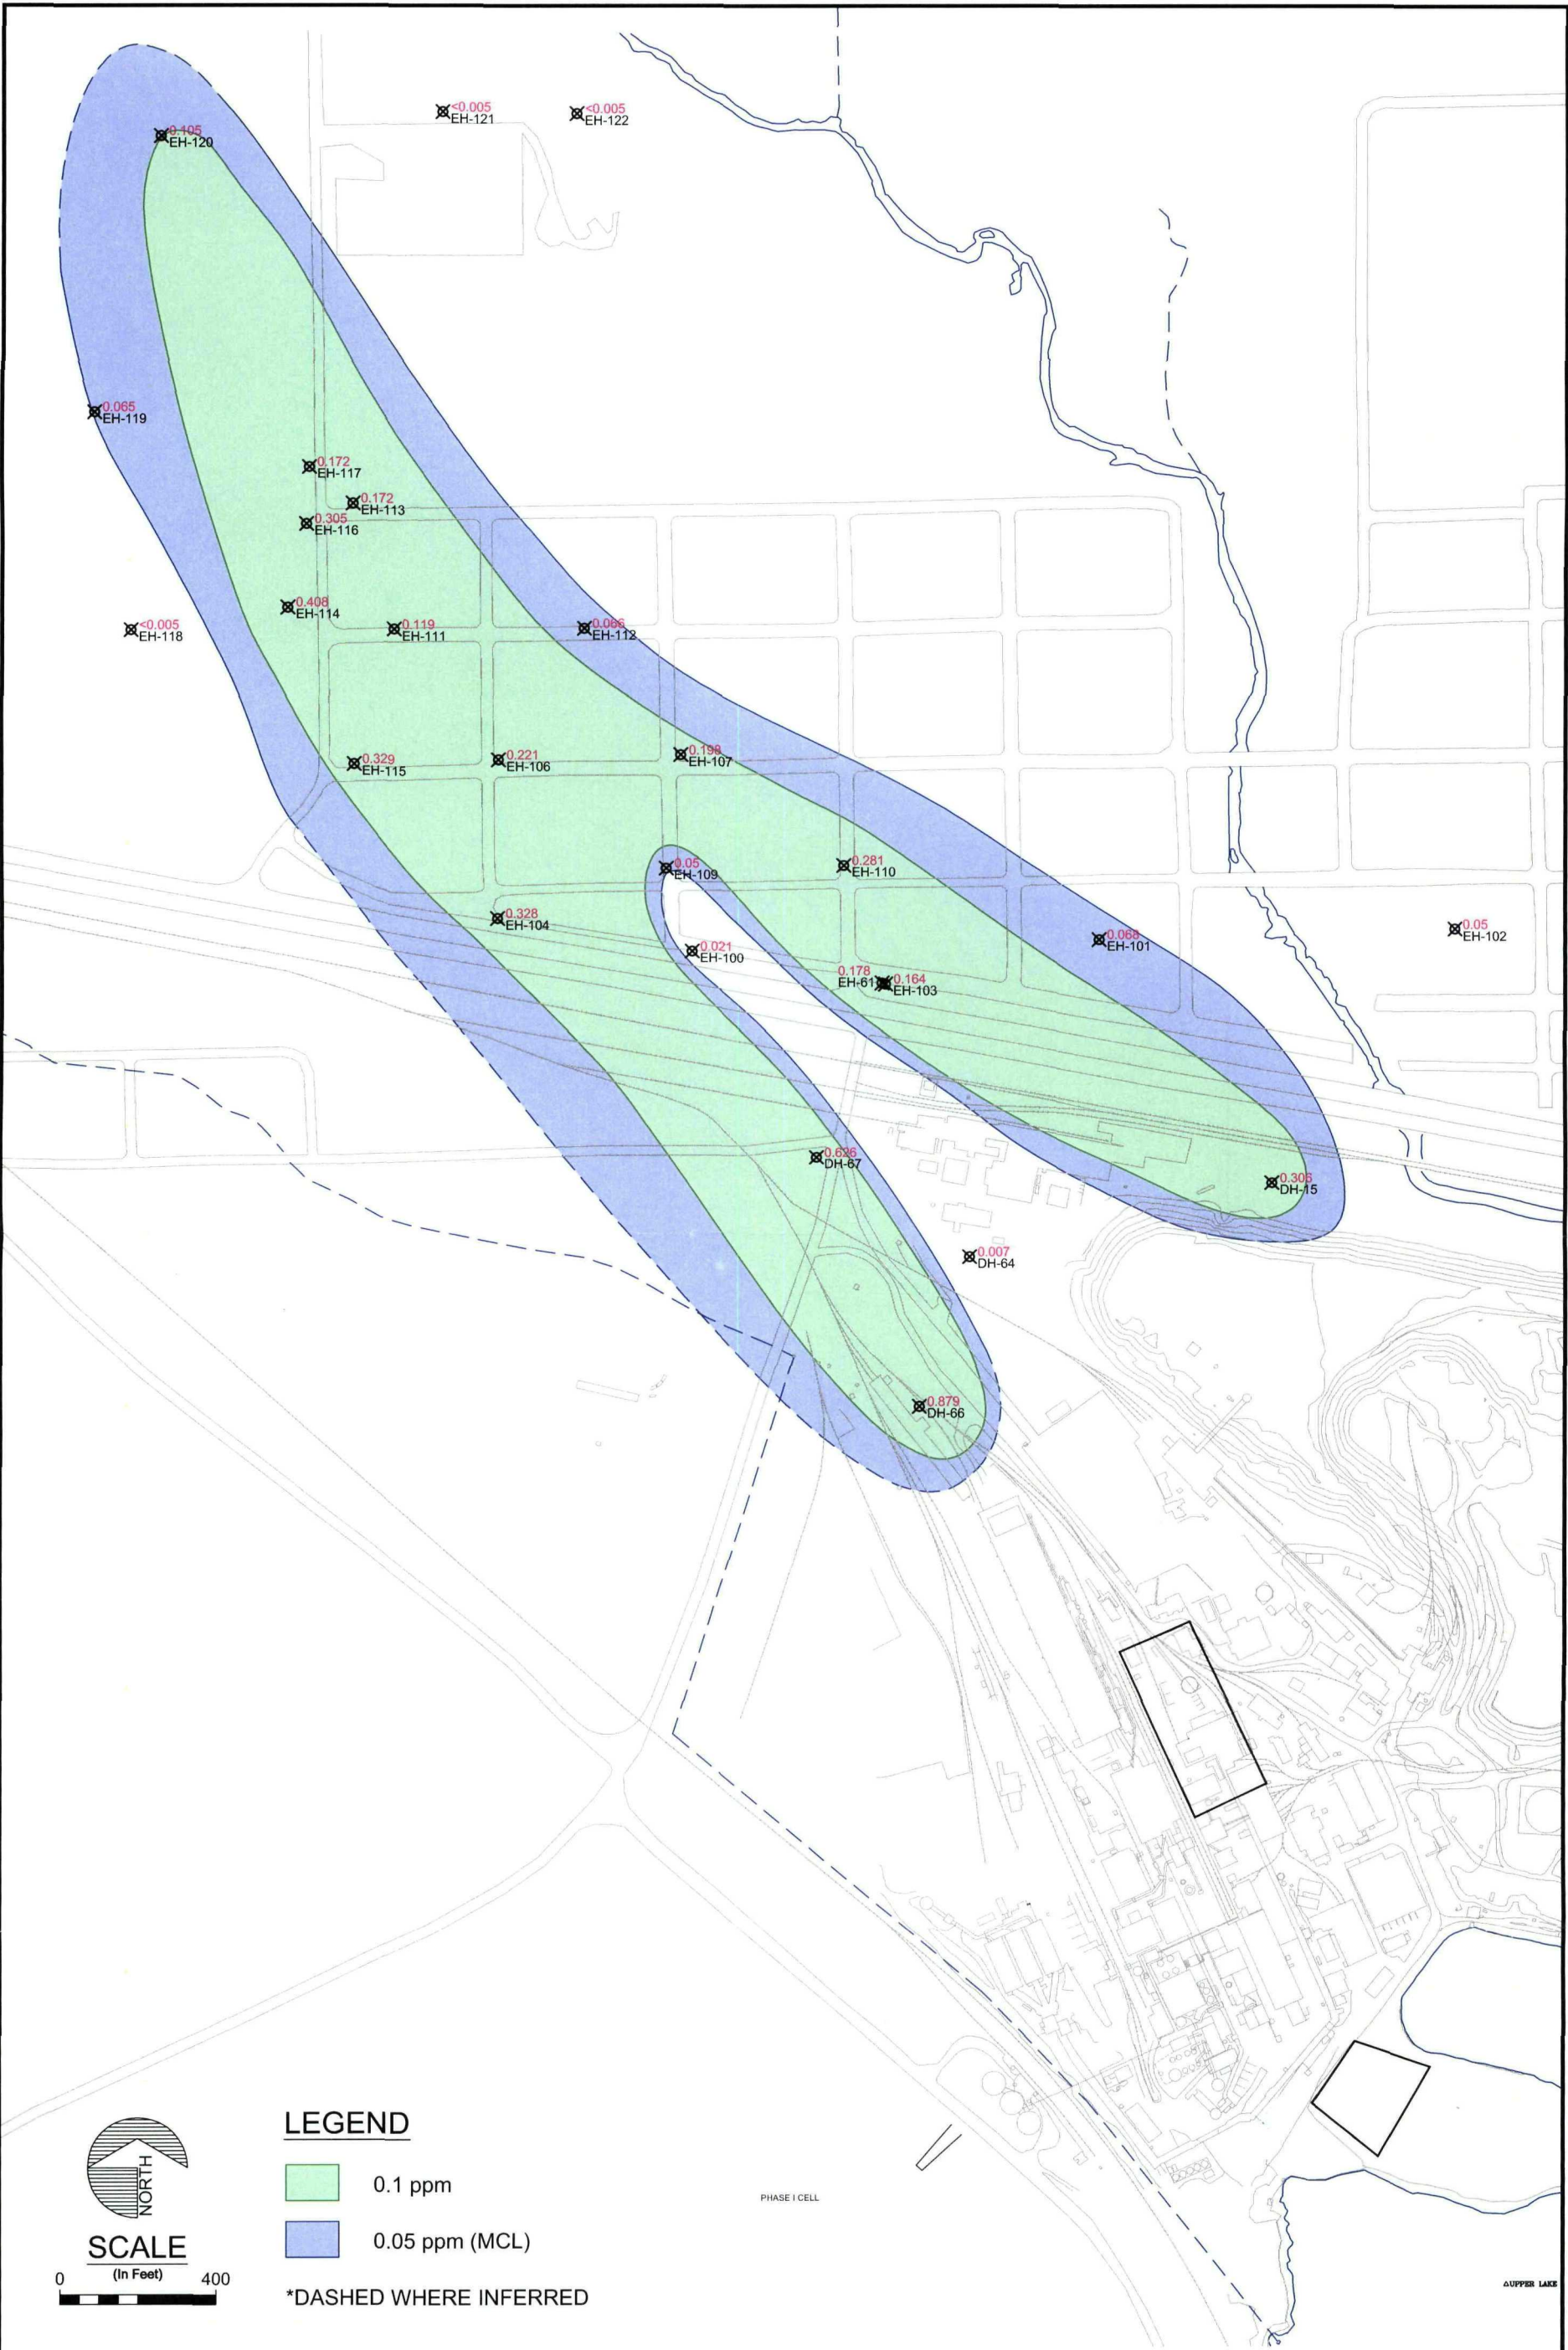 <0.005
EH-121
<0.005
EH-122
0.105
EH-120
0.065
EH-119
0.172
EH-117
0.172
EH-113
0.305
EH-116
0.408
EH-114
<0.005
EH-118
0.119
EH-111
0.066
EH-112
0.329
EH-115
0.221
EH-106
0.198
EH-107
0.05
EH-109
0.281
EH-110
0.328
EH-104
0.021
EH-100
0.068
EH-101
0.05
EH-102
0.178
EH-61
0.164
EH-103
0.626
DH-67
DH-15
0.007
DH-64
0.879
DH-66
NORTH
SCALE
(In Feet)
0 400
LEGEND
0.1 ppm
0.05 ppm (MCL)
*DASHED WHERE INFERRED
PHASE I CELL
UPPER LAKE